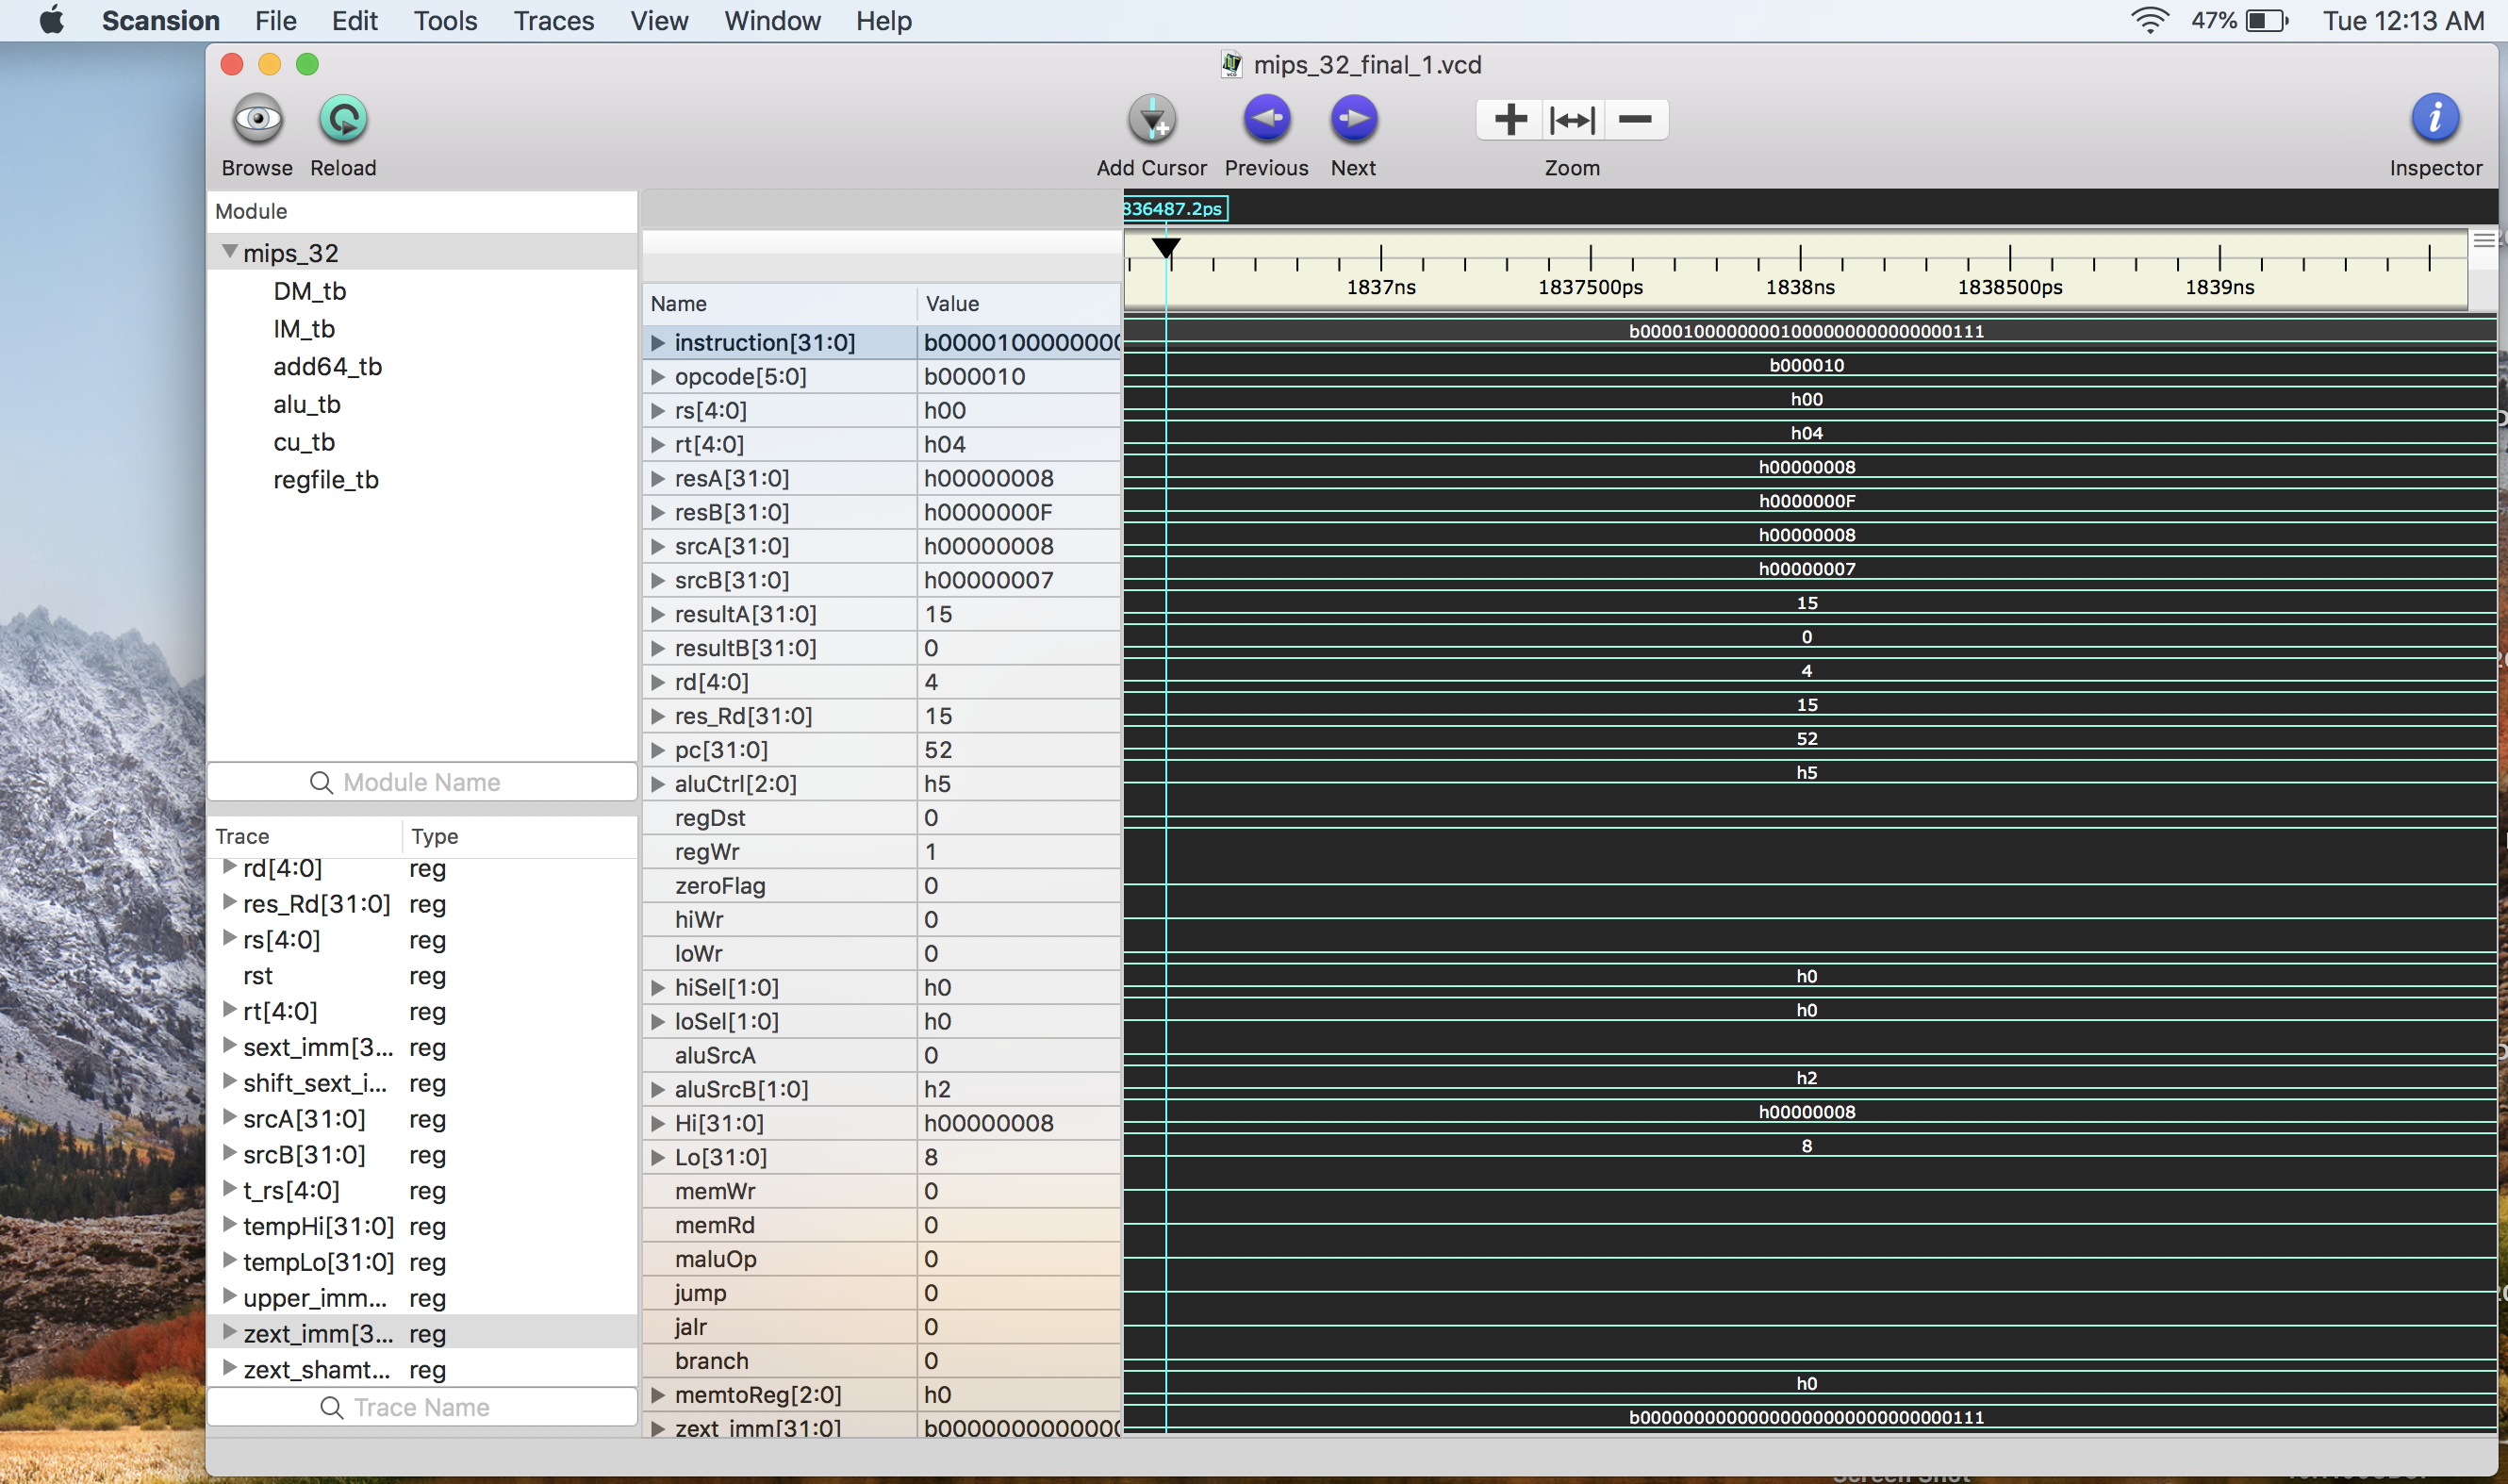 Scansion File Edit Tools Traces View Window Help 47% Tue 12:13 AM
mips_32_final_1.vcd
Browse Reload Add Cursor Previous Next Zoom Inspector
Module
mips_32
DM_tb
IM_tb
add64_tb
alu_tb
cu_tb
regfile_tb
Module Name
Trace Type
rd[4:0] reg
res_Rd[31:0] reg
rs[4:0] reg
rst reg
rt[4:0] reg
sext_imm[3... reg
shift_sext_i... reg
srcA[31:0] reg
srcB[31:0] reg
t_rs[4:0] reg
tempHi[31:0] reg
tempLo[31:0] reg
upper_imm... reg
zext_imm[3... reg
zext_shamt... reg
Trace Name
836487.2ps
1837ns 1837500ps 1838ns 1838500ps 1839ns
Name Value
instruction[31:0] b000010000000 b00001000000001000000000000000111
opcode[5:0] b000010 b000010
rs[4:0] h00 h00
rt[4:0] h04 h04
resA[31:0] h00000008 h00000008
resB[31:0] h0000000F h0000000F
srcA[31:0] h00000008 h00000008
srcB[31:0] h00000007 h00000007
resultA[31:0] 15 15
resultB[31:0] 0 0
rd[4:0] 4 4
res_Rd[31:0] 15 15
pc[31:0] 52 52
aluCtrl[2:0] h5 h5
regDst 0
regWr 1
zeroFlag 0
hiWr 0
loWr 0
hiSel[1:0] h0 h0
loSel[1:0] h0 h0
aluSrcA 0
aluSrcB[1:0] h2 h2
Hi[31:0] h00000008 h00000008
Lo[31:0] 8 8
memWr 0
memRd 0
maluOp 0
jump 0
jalr 0
branch 0
memtoReg[2:0] h0 h0
zext_imm[31:0] b0000000000000 b00000000000000000000000000000111